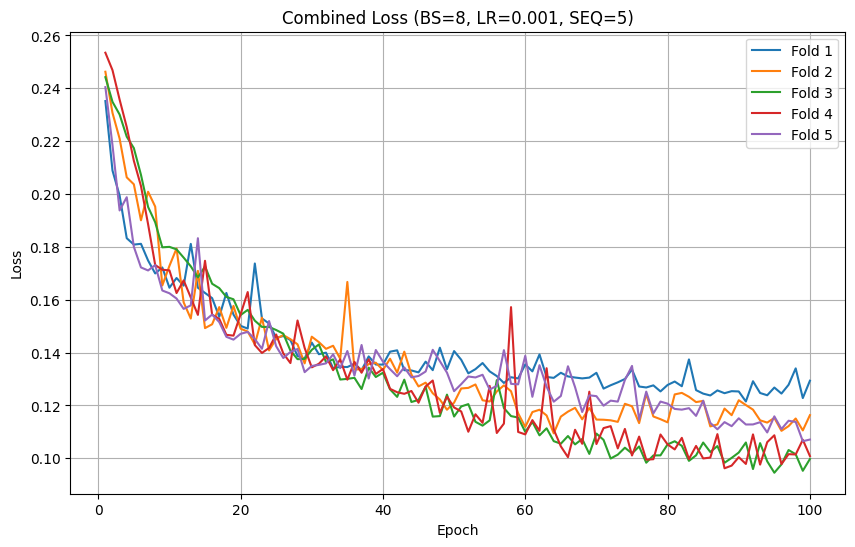 Combined Loss (BS=8, LR=0.001, SEQ=5)
0.26
0.24
0.22
0.20
0.18
0.16
0.14
0.12
0.10
Loss
0
20
40
60
80
100
Epoch
Fold 1
Fold 2
Fold 3
Fold 4
Fold 5